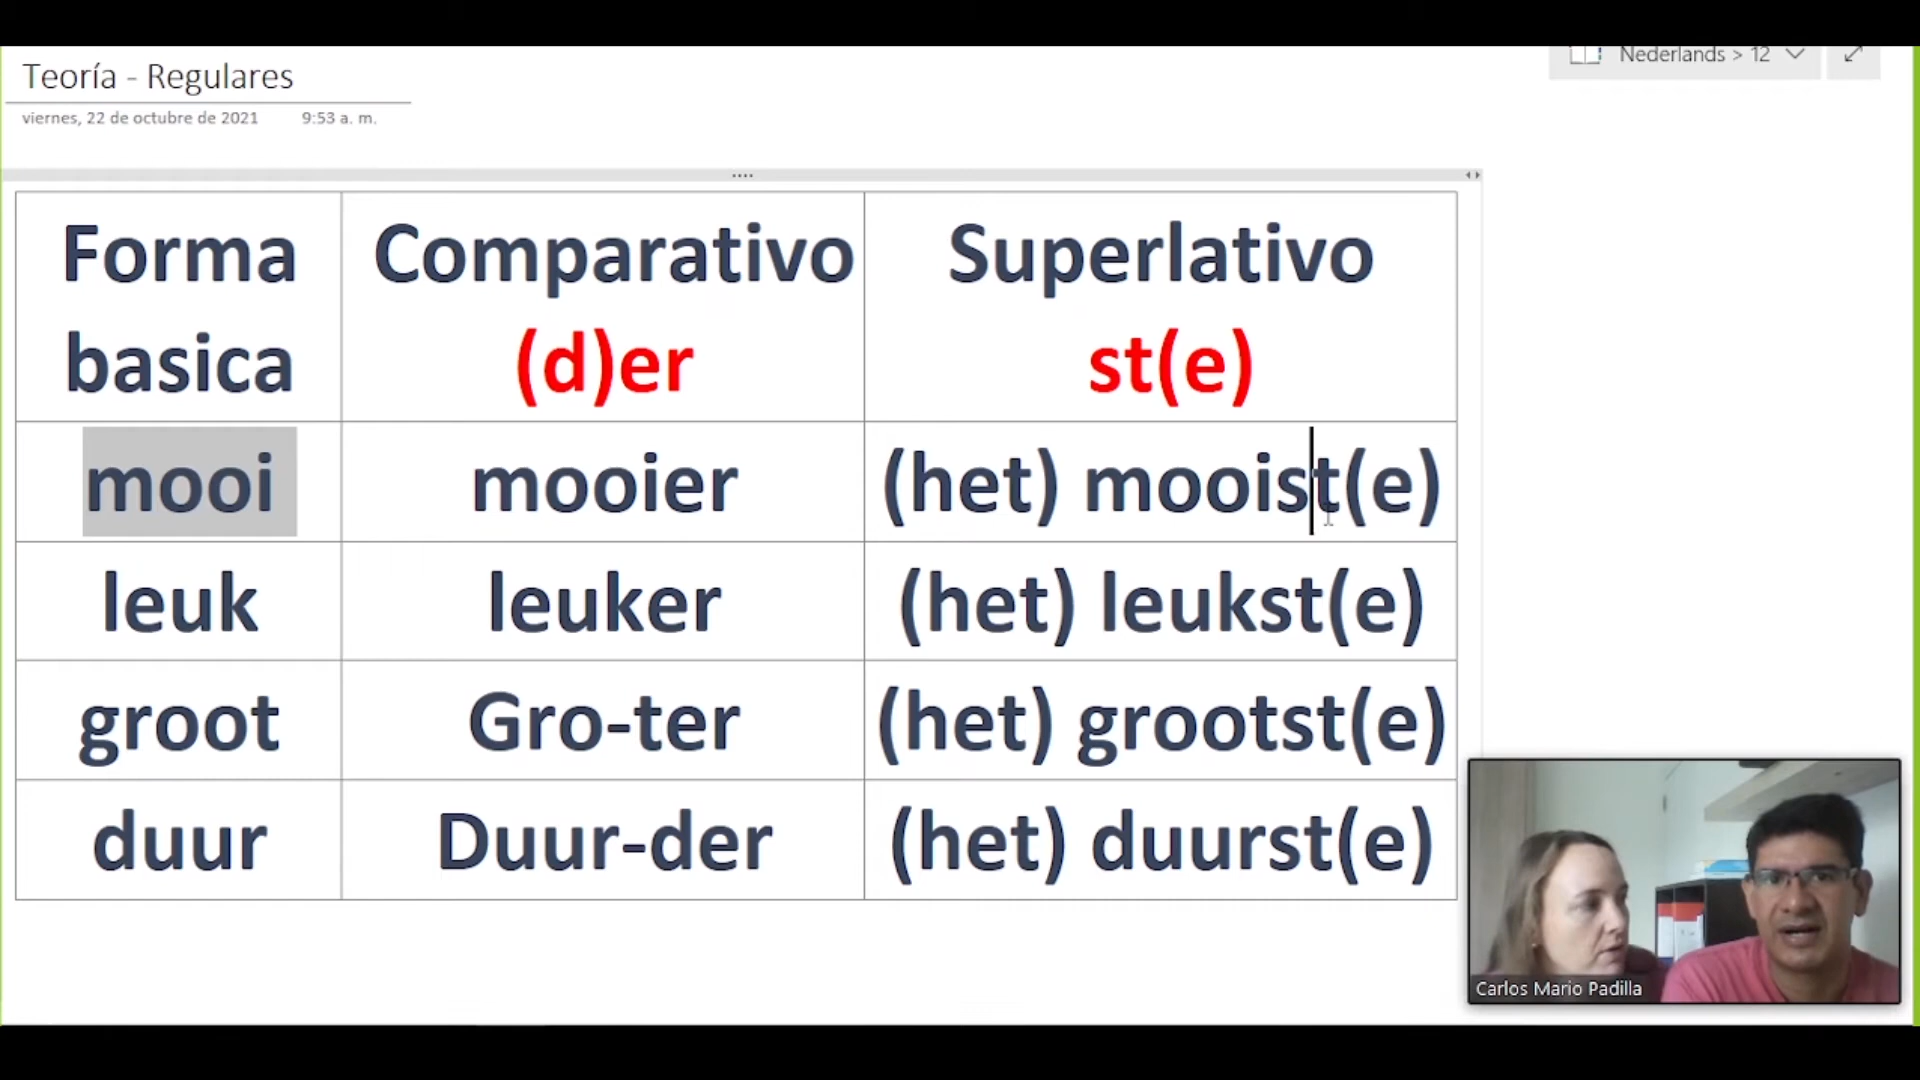 Teoría - Regulares
Nederlands > 12
viernes, 22 de octubre de 2021 9:53 a. m.
Forma basica
Comparativo (d)er
Superlativo st(e)
mooi mooier (het) mooist(e)
leuk leuker (het) leukst(e)
groot Gro-ter (het) grootst(e)
duur Duur-der (het) duurst(e)
Carlos Mario Padilla